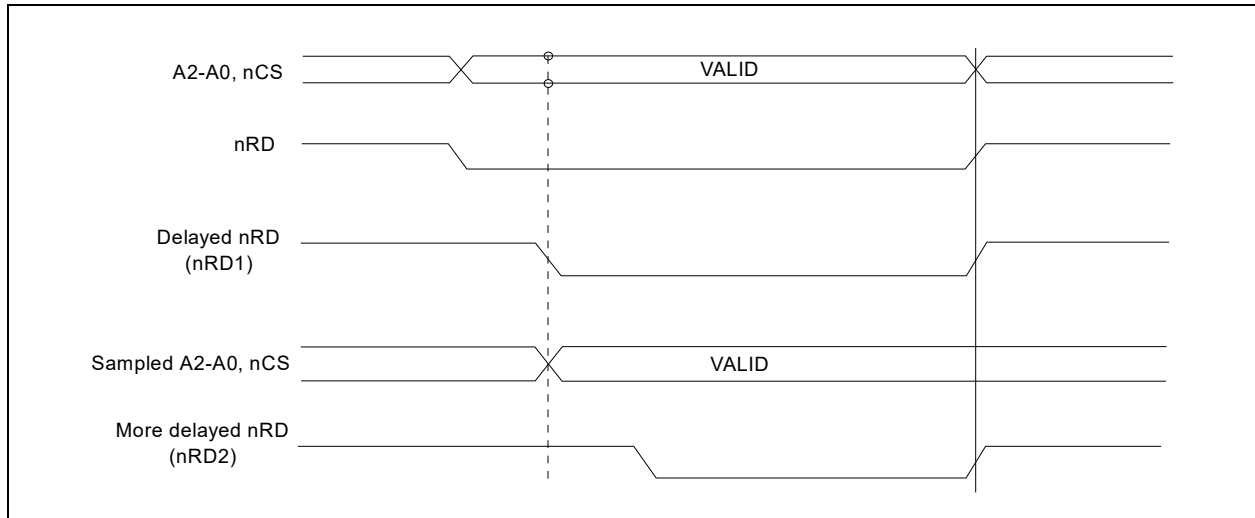 A2-A0, nCS
VALID
nRD
Delayed nRD
(nRD1)
Sampled A2-A0, nCS
VALID
More delayed nRD
(nRD2)